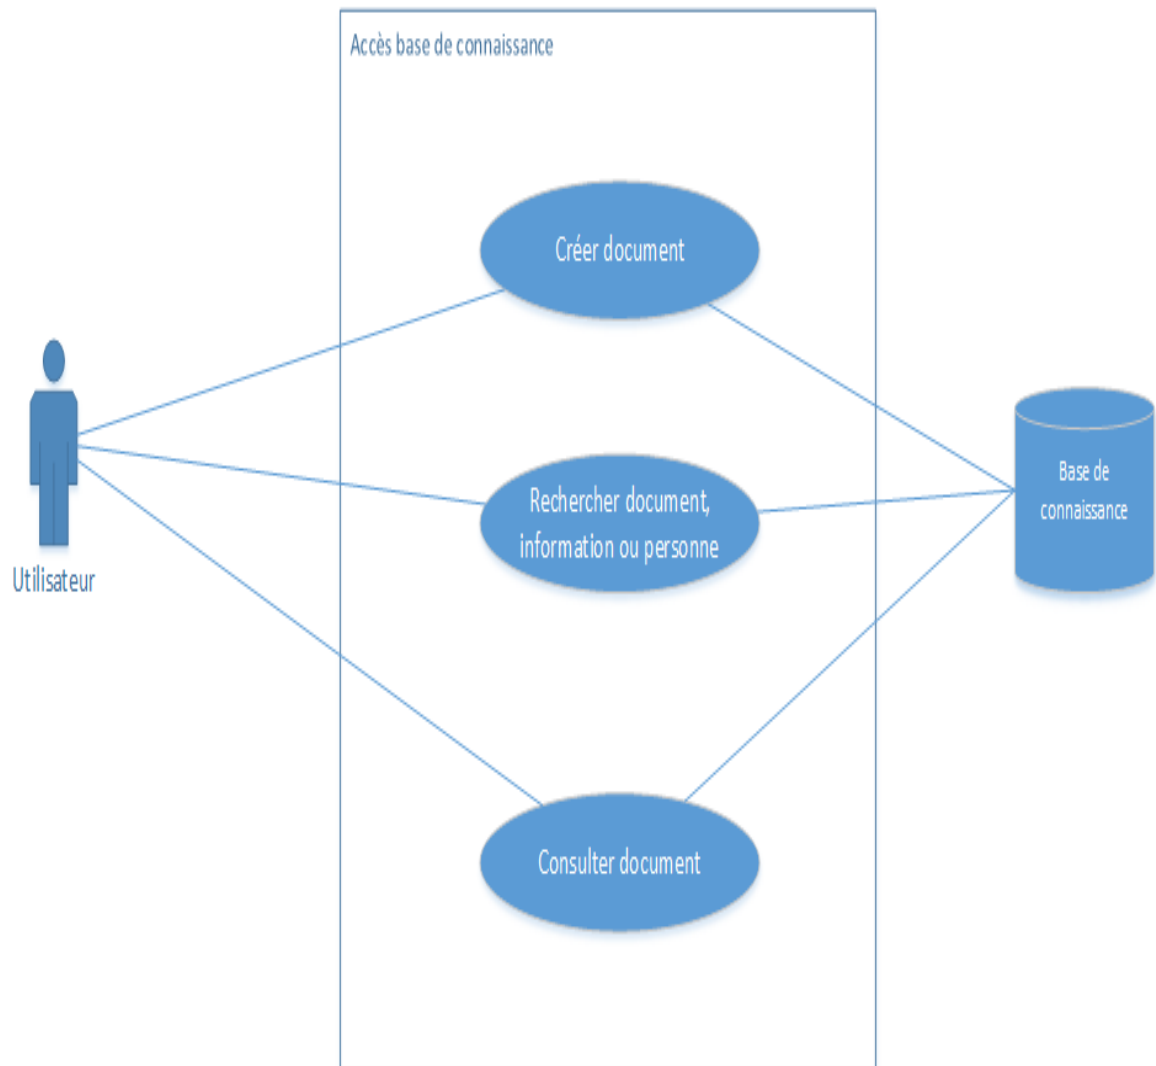 Accès base de connaissance
Créer document
Rechercher document,
information ou personne
Utilisateur
Base de
connaissance
Consulter document